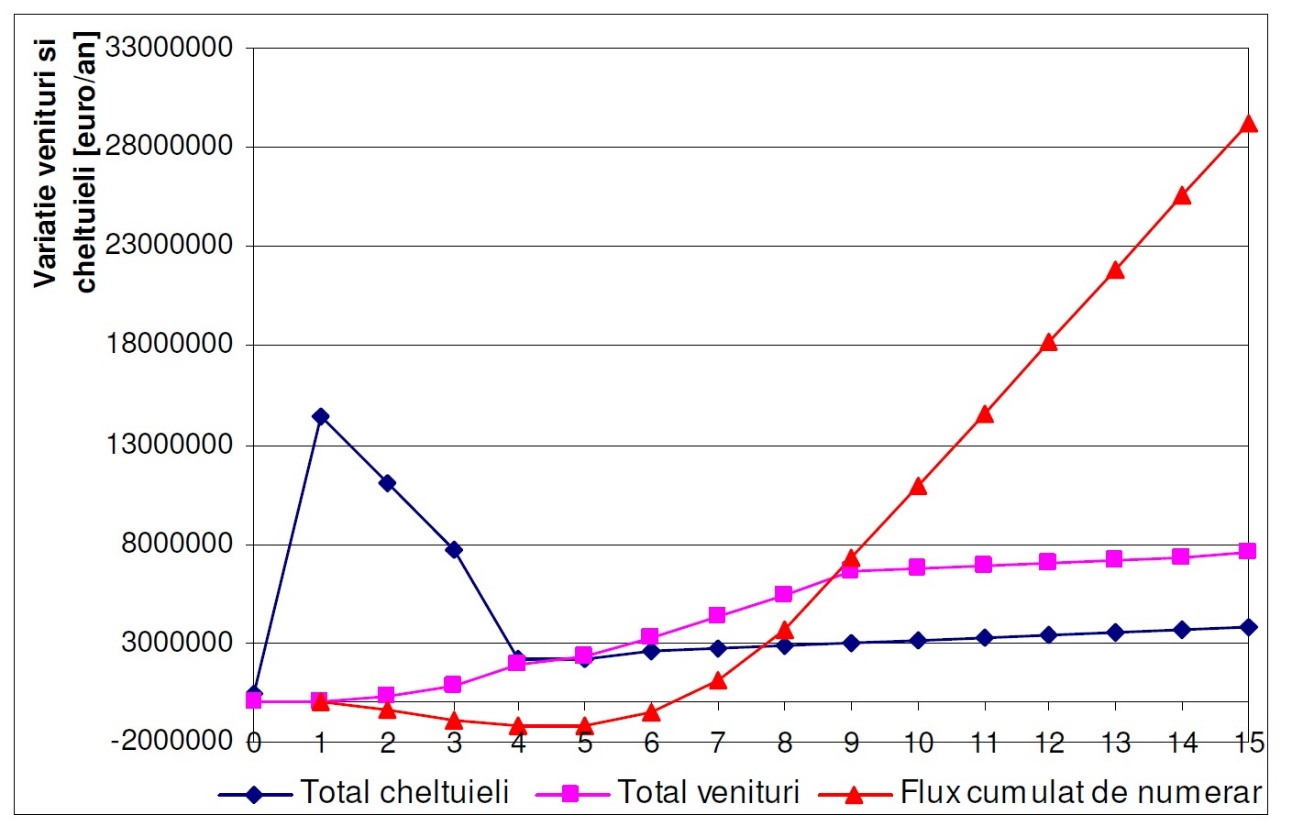 Variatie venituri si
cheltuieli [euro/an]
33000000
28000000
23000000
18000000
13000000
8000000
3000000
-2000000
0 1 2 3 4 5 6 7 8 9 10 11 12 13 14 15
Total cheltuieli Total venituri Flux cumulat de numerar